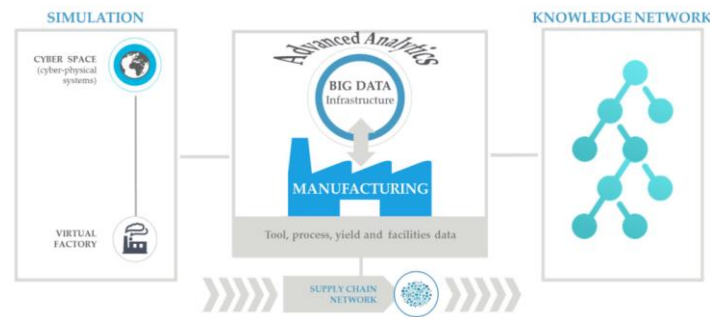 SIMULATION
CYBER SPACE
(cyber-physical
systems)
VIRTUAL
FACTORY
Advanced Analytics
BIG DATA
Infrastructure
MANUFACTURING
Tool, process, yield and facilities data
SUPPLY CHAIN
NETWORK
KNOWLEDGE NETWORK